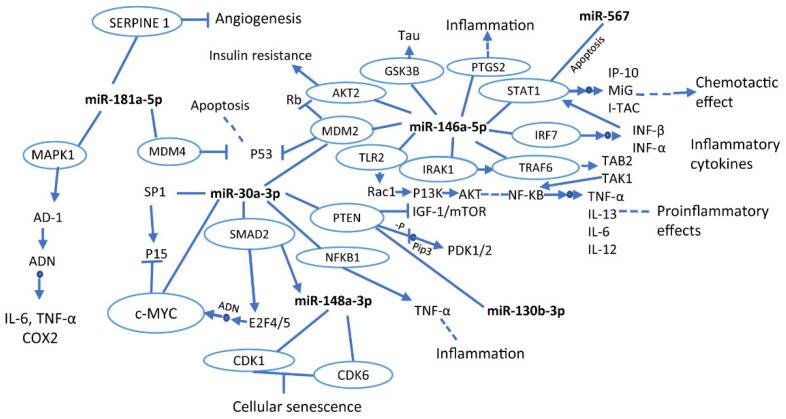 SERPINE 1
Angiogenesis
miR-567
Inflammation
Tau
Insulin resistance
GSK3B
PTGS2
Apoptosis
STAT1
IP-10
MiG
I-TAC
Chemotactic
effect
miR-181a-5p
Apoptosis
Rb
AKT2
MDM2
miR-146a-5p
IRF7
INF-β
INF-α
Inflammatory
cytokines
MAPK1
MDM4
P53
TLR2
IRAK1
TRAF6
TAB2
TAK1
SP1
miR-30a-3p
Rac1
P13K
AKT
NF-KB
TNF-α
IL-13
IL-6
IL-12
Proinflammatory
effects
AD-1
PTEN
IGF-1/mTOR
SMAD2
-P
Pip3
PDK1/2
P15
ADN
NFKB1
miR-148a-3p
c-MYC
ADN
E2F4/5
TNF-α
miR-130b-3p
IL-6, TNF-α
COX2
Inflammation
CDK1
CDK6
Cellular senescence